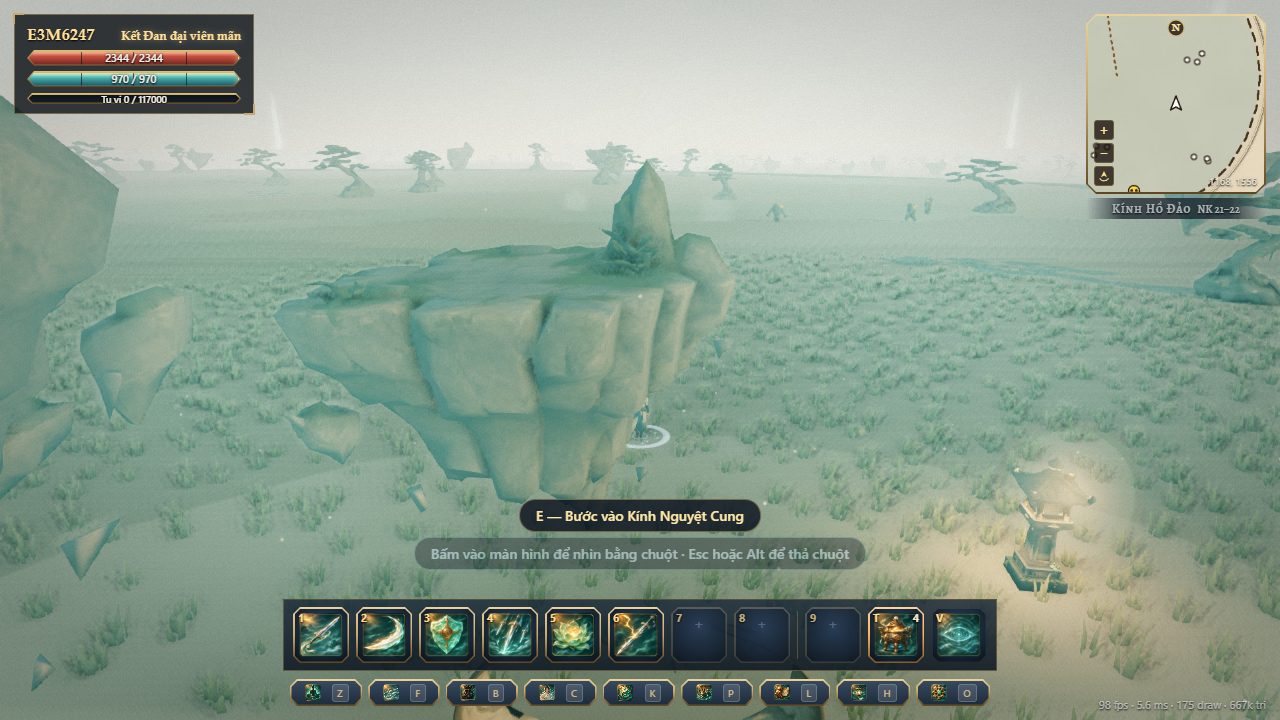 E3M6247 Kết Đan đại viên mãn
2344 / 2344
970 / 970
Tu vi 0 / 117000
N
+
−
Kính Hồ Đảo NK 21–22
E — Bước vào Kính Nguyệt Cung
Bấm vào màn hình để nhìn bằng chuột · Esc hoặc Alt để thả chuột
1 2 3 4 5 6 7 8 9 T 4 V
+ + +
Z F B C K P L H O
98 fps · 5.6 ms · 175 draw · 667k tri